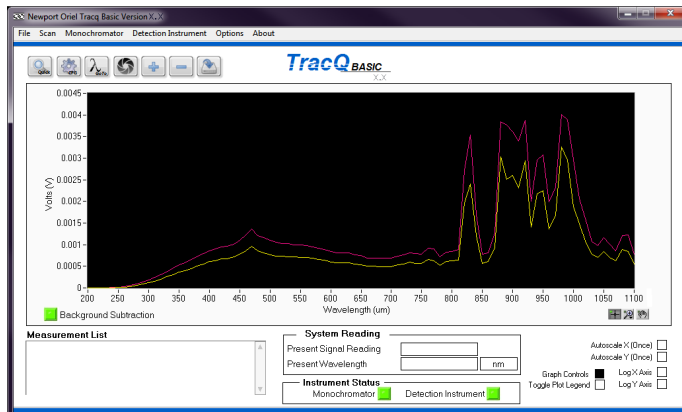 Newport Oriel Tracq Basic Version X.X
File Scan Monochromator Detection Instrument Options About
Quick CFG GoTo TracQ BASIC
X.X
0.0045
0.004
0.0035
0.003
0.0025
0.002
0.0015
0.001
0.0005
0
Volts (V)
200 250 300 350 400 450 500 550 600 650 700 750 800 850 900 950 1000 1050 1100
Wavelength (um)
Background Subtraction
Measurement List
System Reading
Present Signal Reading
Present Wavelength nm
Instrument Status
Monochromator Detection Instrument
Autoscale X (Once)
Autoscale Y (Once)
Graph Controls Log X Axis
Toggle Plot Legend Log Y Axis